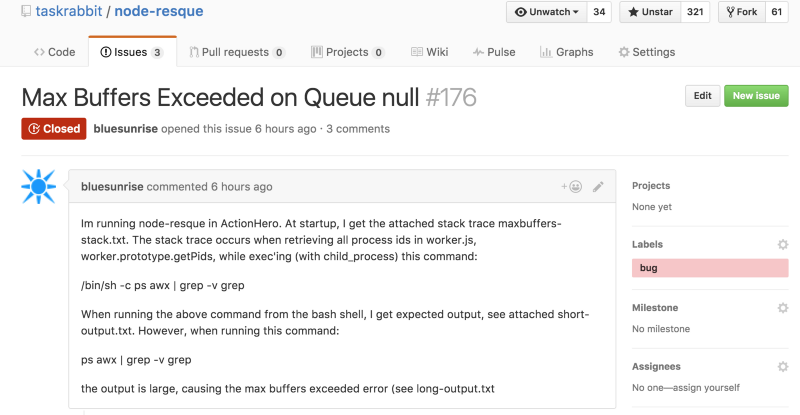 taskrabbit / node-resque
Unwatch 34 Unstar 321 Fork 61
Code Issues 3 Pull requests 0 Projects 0 Wiki Pulse Graphs Settings
Max Buffers Exceeded on Queue null #176
Edit New issue
Closed bluesunrise opened this issue 6 hours ago · 3 comments
bluesunrise commented 6 hours ago
Im running node-resque in ActionHero. At startup, I get the attached stack trace maxbuffers-
stack.txt. The stack trace occurs when retrieving all process ids in worker.js,
worker.prototype.getPids, while exec'ing (with child_process) this command:
/bin/sh -c ps awx | grep -v grep
When running the above command from the bash shell, I get expected output, see attached short-
output.txt. However, when running this command:
ps awx | grep -v grep
the output is large, causing the max buffers exceeded error (see long-output.txt
Projects
None yet
Labels
bug
Milestone
No milestone
Assignees
No one—assign yourself